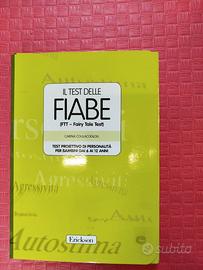 IL TEST DELLE
FIABE
(FTT – Fairy Tale Test)
CARINA COULACOGLOU
TEST PROIETTIVO DI PERSONALITÀ
PER BAMBINI DAI 6 AI 12 ANNI
Aggressività
Autostima
Erickson
subito